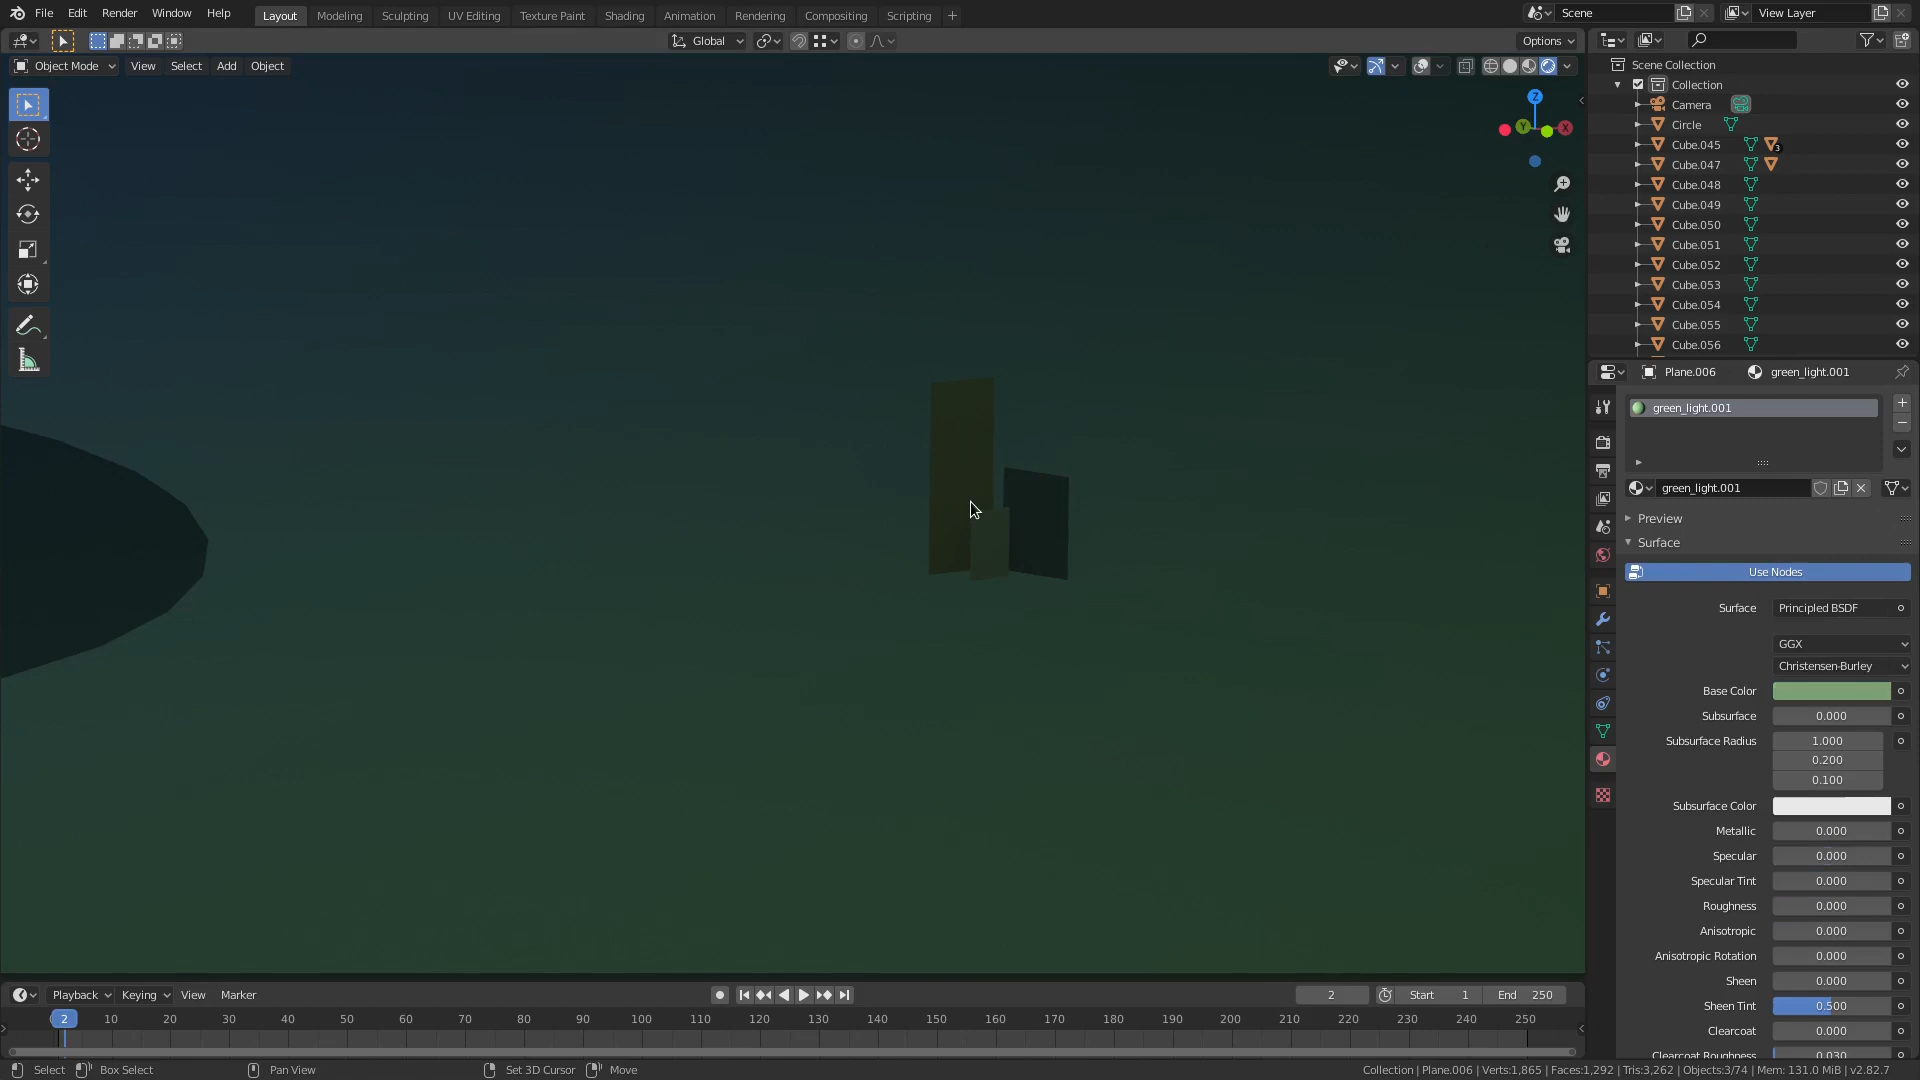 File Edit Render Window Help Layout Modeling Sculpting UV Editing Texture Paint Shading Animation Rendering Compositing Scripting + Scene View Layer
Global Options
Object Mode View Select Add Object
Z
Y
X
Scene Collection
Collection
Camera
Circle
Cube.045 3
Cube.047
Cube.048
Cube.049
Cube.050
Cube.051
Cube.052
Cube.053
Cube.054
Cube.055
Cube.056
Plane.006 green_light.001
green_light.001
green_light.001
Preview
Surface
Use Nodes
Surface Principled BSDF
GGX
Christensen-Burley
Base Color
Subsurface 0.000
Subsurface Radius 1.000
0.200
0.100
Subsurface Color
Metallic 0.000
Specular 0.000
Specular Tint 0.000
Roughness 0.000
Anisotropic 0.000
Anisotropic Rotation 0.000
Sheen 0.000
Sheen Tint 0.500
Clearcoat 0.000
Clearcoat Roughness 0.030
Playback Keying View Marker 2 Start 1 End 250
2 10 20 30 40 50 60 70 80 90 100 110 120 130 140 150 160 170 180 190 200 210 220 230 240 250
Select Box Select Pan View Set 3D Cursor Move Collection | Plane.006 | Verts:1,865 | Faces:1,292 | Tris:3,262 | Objects:3/74 | Mem: 131.0 MiB | v2.82.7